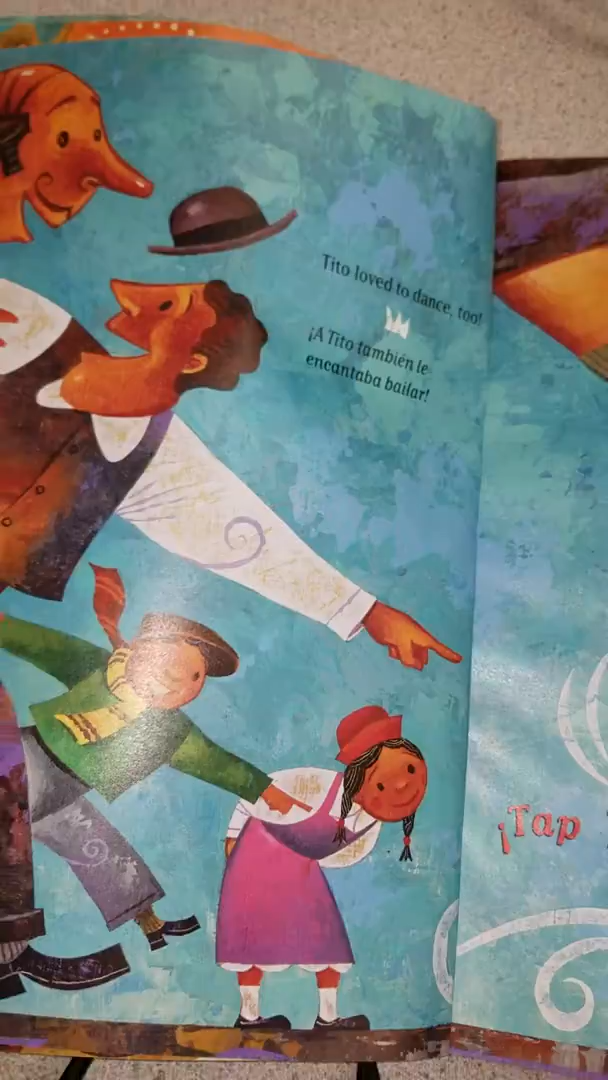 Tito loved to dance, too!
¡A Tito también le
encantaba bailar!
¡Tap